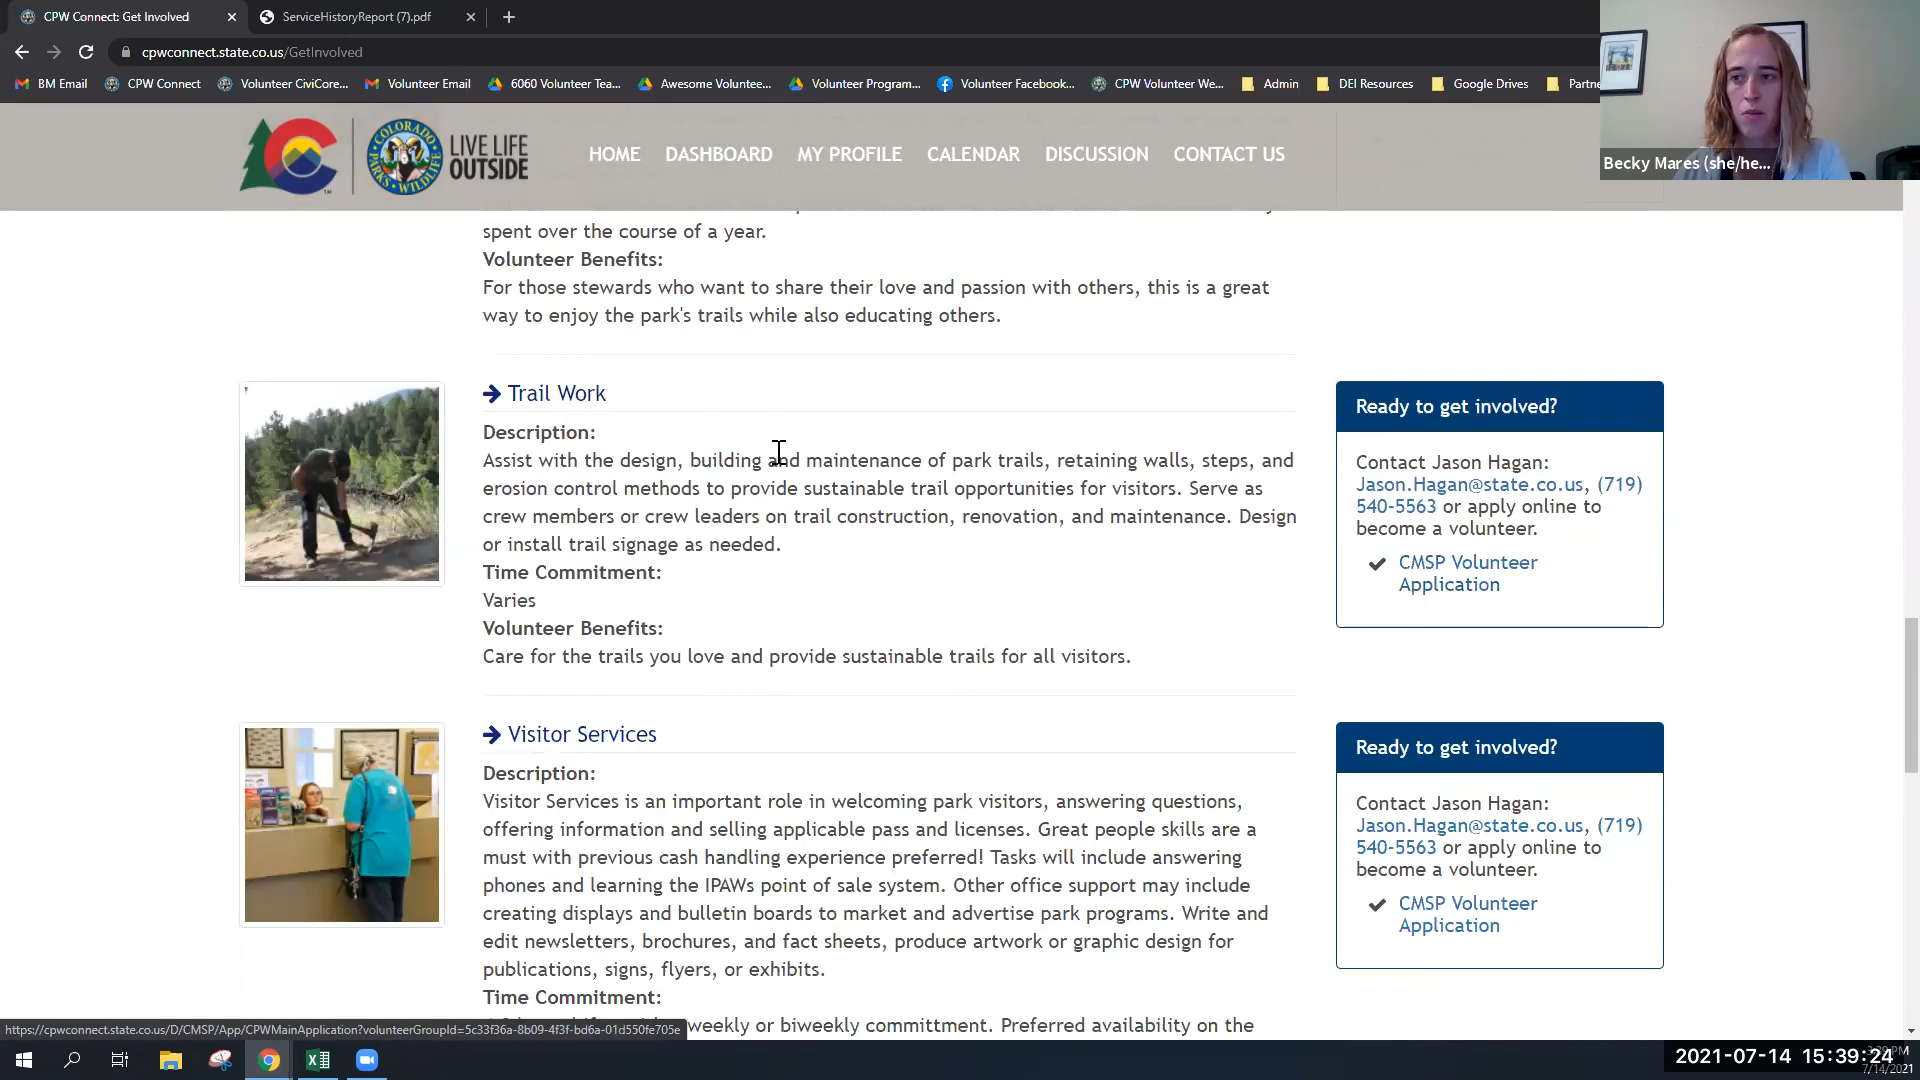 CPW Connect: Get Involved
ServiceHistoryReport (7).pdf
cpwconnect.state.co.us/GetInvolved
BM Email
CPW Connect
Volunteer CiviCore...
Volunteer Email
6060 Volunteer Tea...
Awesome Voluntee...
Volunteer Program...
Volunteer Facebook...
CPW Volunteer We...
Admin
DEI Resources
Google Drives
Partne
Becky Mares (she/he...
COLORADO
PARKS
WILDLIFE
LIVE LIFE
OUTSIDE
HOME
DASHBOARD
MY PROFILE
CALENDAR
DISCUSSION
CONTACT US
spent over the course of a year.
Volunteer Benefits:
For those stewards who want to share their love and passion with others, this is a great
way to enjoy the park's trails while also educating others.
Trail Work
Description:
Assist with the design, building and maintenance of park trails, retaining walls, steps, and
erosion control methods to provide sustainable trail opportunities for visitors. Serve as
crew members or crew leaders on trail construction, renovation, and maintenance. Design
or install trail signage as needed.
Time Commitment:
Varies
Volunteer Benefits:
Care for the trails you love and provide sustainable trails for all visitors.
Ready to get involved?
Contact Jason Hagan:
Jason.Hagan@state.co.us, (719)
540-5563 or apply online to
become a volunteer.
CMSP Volunteer
Application
Visitor Services
Description:
Visitor Services is an important role in welcoming park visitors, answering questions,
offering information and selling applicable pass and licenses. Great people skills are a
must with previous cash handling experience preferred! Tasks will include answering
phones and learning the IPAWs point of sale system. Other office support may include
creating displays and bulletin boards to market and advertise park programs. Write and
edit newsletters, brochures, and fact sheets, produce artwork or graphic design for
publications, signs, flyers, or exhibits.
Time Commitment:
weekly or biweekly committment. Preferred availability on the
Ready to get involved?
Contact Jason Hagan:
Jason.Hagan@state.co.us, (719)
540-5563 or apply online to
become a volunteer.
CMSP Volunteer
Application
https://cpwconnect.state.co.us/D/CMSP/App/CPWMainApplication?volunteerGroupId=5c33f36a-8b09-4f3f-bd6a-01d550fe705e
2021-07-14 15:39:24
7/14/2021